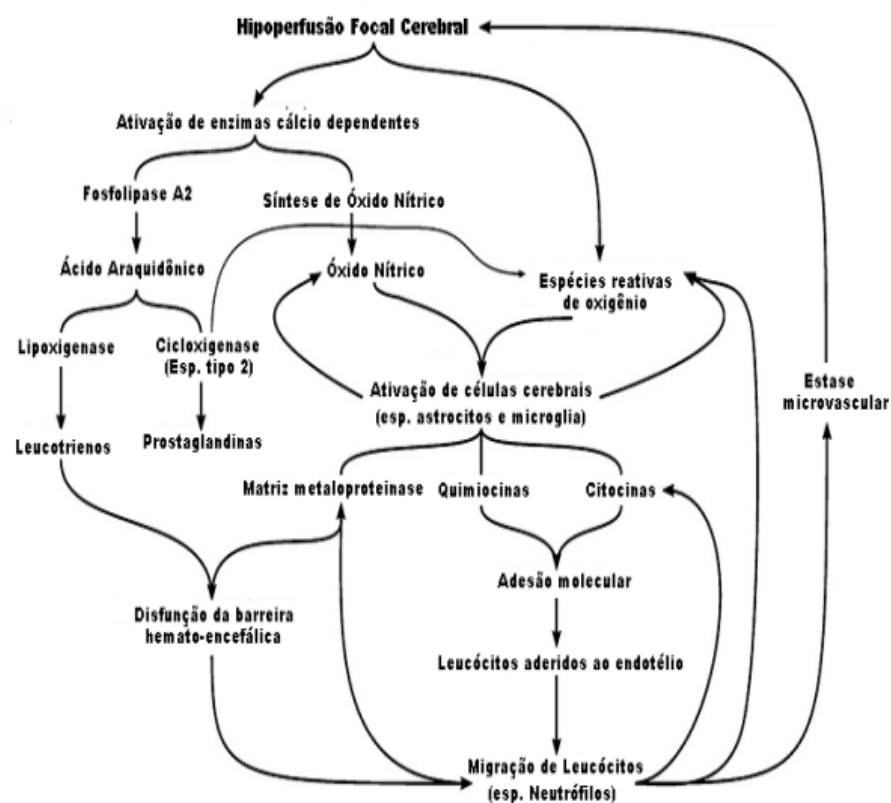 Hipoperfusão Focal Cerebral
Ativação de enzimas cálcio dependentes
Fosfolipase A2
Síntese de Óxido Nítrico
Ácido Araquidônico
Óxido Nítrico
Espécies reativas
de oxigênio
Lipoxigenase
Cicloxigenase
(Esp. tipo 2)
Ativação de células cerebrais
(esp. astrocitos e microglia)
Estase
microvascular
Leucotrienos
Prostaglandinas
Matriz metaloproteinase
Quimiocinas
Citocinas
Adesão molecular
Disfunção da barreira
hemato-encefálica
Leucócitos aderidos ao endotélio
Migração de Leucócitos
(esp. Neutrófilos)